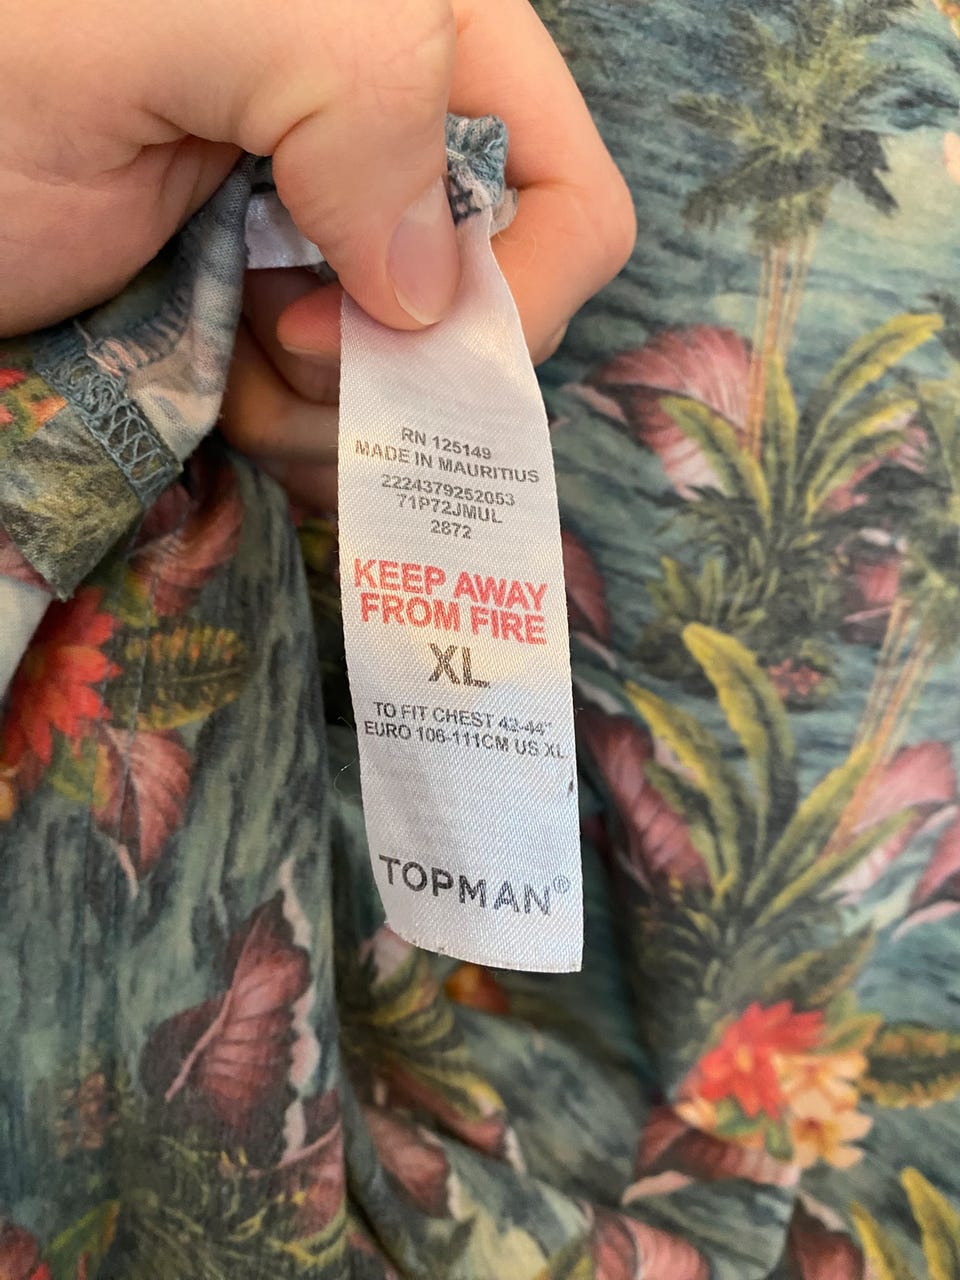 RN 125149
MADE IN MAURITIUS
2224379252053
71P72JMUL
2872
KEEP AWAY
FROM FIRE
XL
TO FIT CHEST 42-44"
EURO 106-111CM US XL
TOPMAN®